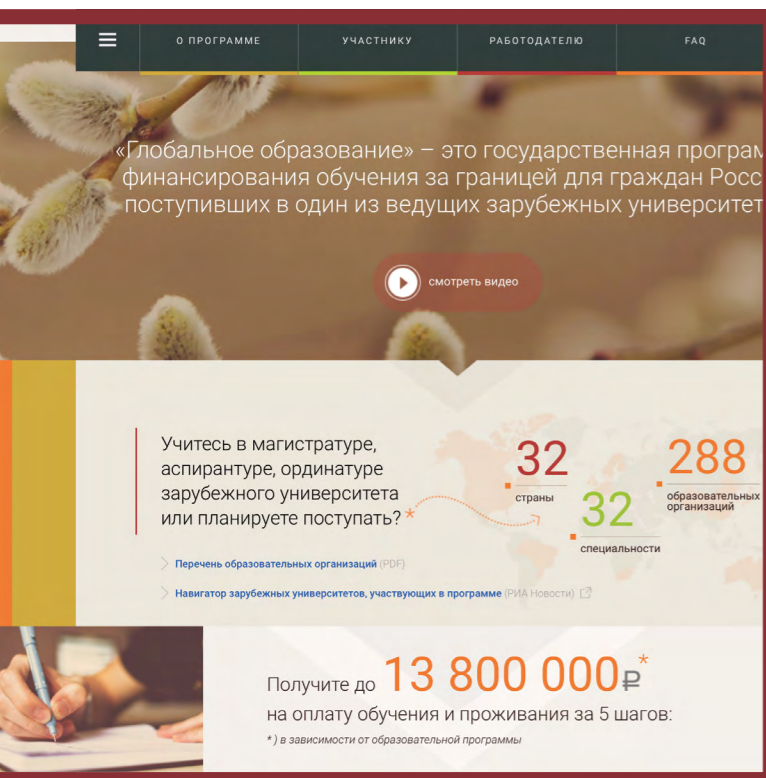 О ПРОГРАММЕ УЧАСТНИКУ РАБОТОДАТЕЛЮ FAQ
«Глобальное образование» – это государственная
финансирования обучения за границей для граждан
поступивших в один из ведущих зарубежных
смотреть видео
Учитесь в магистратуре,
аспирантуре, ординатуре
зарубежного университета
или планируете поступать? *
32
страны
32
специальности
288
образовательных
организаций
Перечень образовательных организаций (PDF)
Навигатор зарубежных университетов, участвующих в программе (РИА Новости)
Получите до 13 800 000₽*
на оплату обучения и проживания за 5 шагов:
* ) в зависимости от образовательной программы